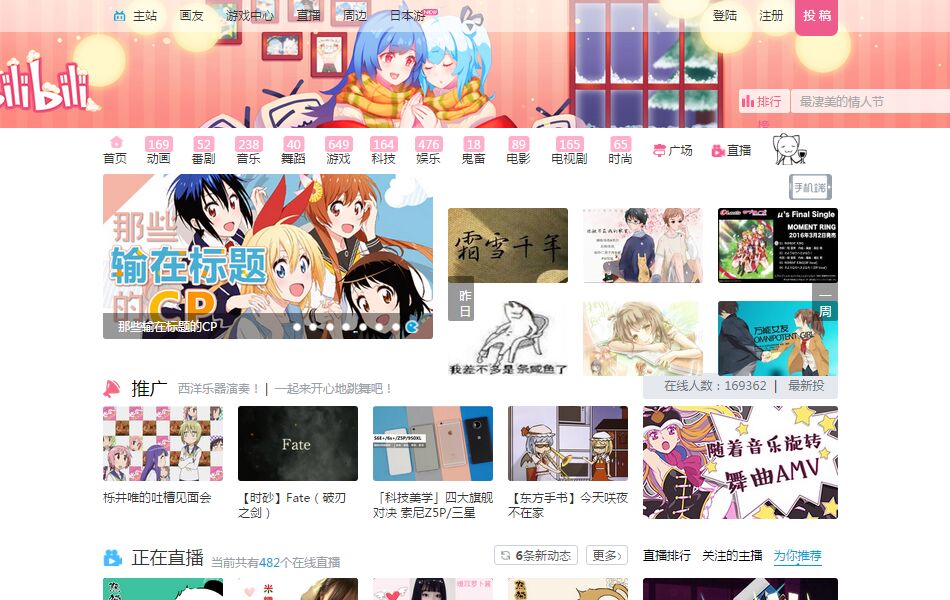 主站 画友 游戏中心 直播 周边 日本游 NEW 登陆 注册 投稿
ilibili
排行榜 最凄美的情人节
169 52 238 40 649 164 476 18 89 165 65
首页 动画 番剧 音乐 舞蹈 游戏 科技 娱乐 鬼畜 电影 电视剧 时尚 广场 直播
手机端
那些
输在标题
的CP
那些输在标题的CP
霜雪千年
μ's Final Single
MOMENT RING
2016年3月2日発売
昨日
一周
我差不多是条咸鱼了
万能女友
OMNIPOTENT GIRL
在线人数：169362 | 最新投
推广 西洋乐器演奏！ | 一起来开心地跳舞吧！
Fate
S6E+/6s+/Z5P/950XL
随着音乐旋转
舞曲AMV
栎井唯的吐槽见面会
【时砂】Fate（破刃之剑）
「科技美学」四大旗舰对决 索尼Z5P/三星
【东方手书】今天咲夜不在家
正在直播 当前共有482个在线直播 6条新动态 更多› 直播排行 关注的主播 为你推荐